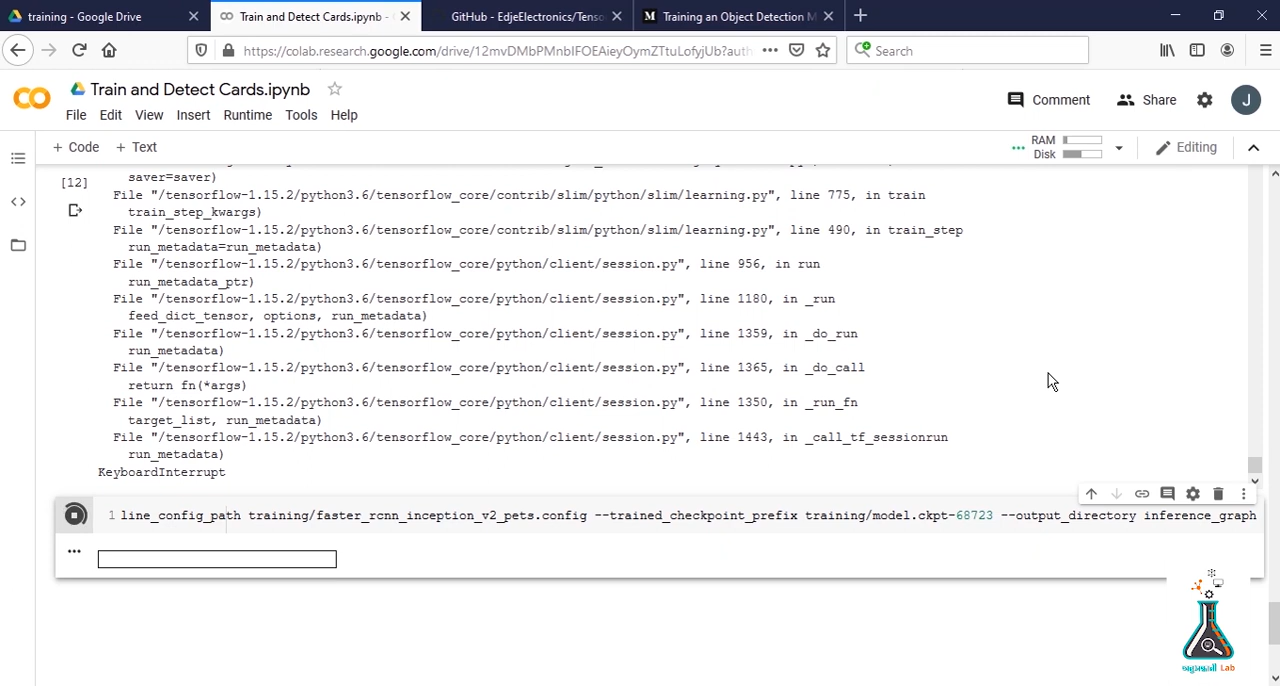 training - Google Drive
Train and Detect Cards.ipynb -
GitHub - EdjeElectronics/Tenso
Training an Object Detection M
https://colab.research.google.com/drive/12mvDMbPMnbIFOEAieyOymZTtuLofyjUb?aut
Search
CO
Train and Detect Cards.ipynb
Comment
Share
J
File Edit View Insert Runtime Tools Help
+ Code + Text
RAM
Disk
Editing
saver=saver)
[12]
File "/tensorflow-1.15.2/python3.6/tensorflow_core/contrib/slim/python/slim/learning.py", line 775, in train
train_step_kwargs)
File "/tensorflow-1.15.2/python3.6/tensorflow_core/contrib/slim/python/slim/learning.py", line 490, in train_step
run_metadata=run_metadata)
File "/tensorflow-1.15.2/python3.6/tensorflow_core/python/client/session.py", line 956, in run
run_metadata_ptr)
File "/tensorflow-1.15.2/python3.6/tensorflow_core/python/client/session.py", line 1180, in _run
feed_dict_tensor, options, run_metadata)
File "/tensorflow-1.15.2/python3.6/tensorflow_core/python/client/session.py", line 1359, in _do_run
run_metadata)
File "/tensorflow-1.15.2/python3.6/tensorflow_core/python/client/session.py", line 1365, in _do_call
return fn(*args)
File "/tensorflow-1.15.2/python3.6/tensorflow_core/python/client/session.py", line 1350, in _run_fn
target_list, run_metadata)
File "/tensorflow-1.15.2/python3.6/tensorflow_core/python/client/session.py", line 1443, in _call_tf_sessionrun
run_metadata)
KeyboardInterrupt
1 line_config_path training/faster_rcnn_inception_v2_pets.config --trained_checkpoint_prefix training/model.ckpt-68723 --output_directory inference_graph
Lab